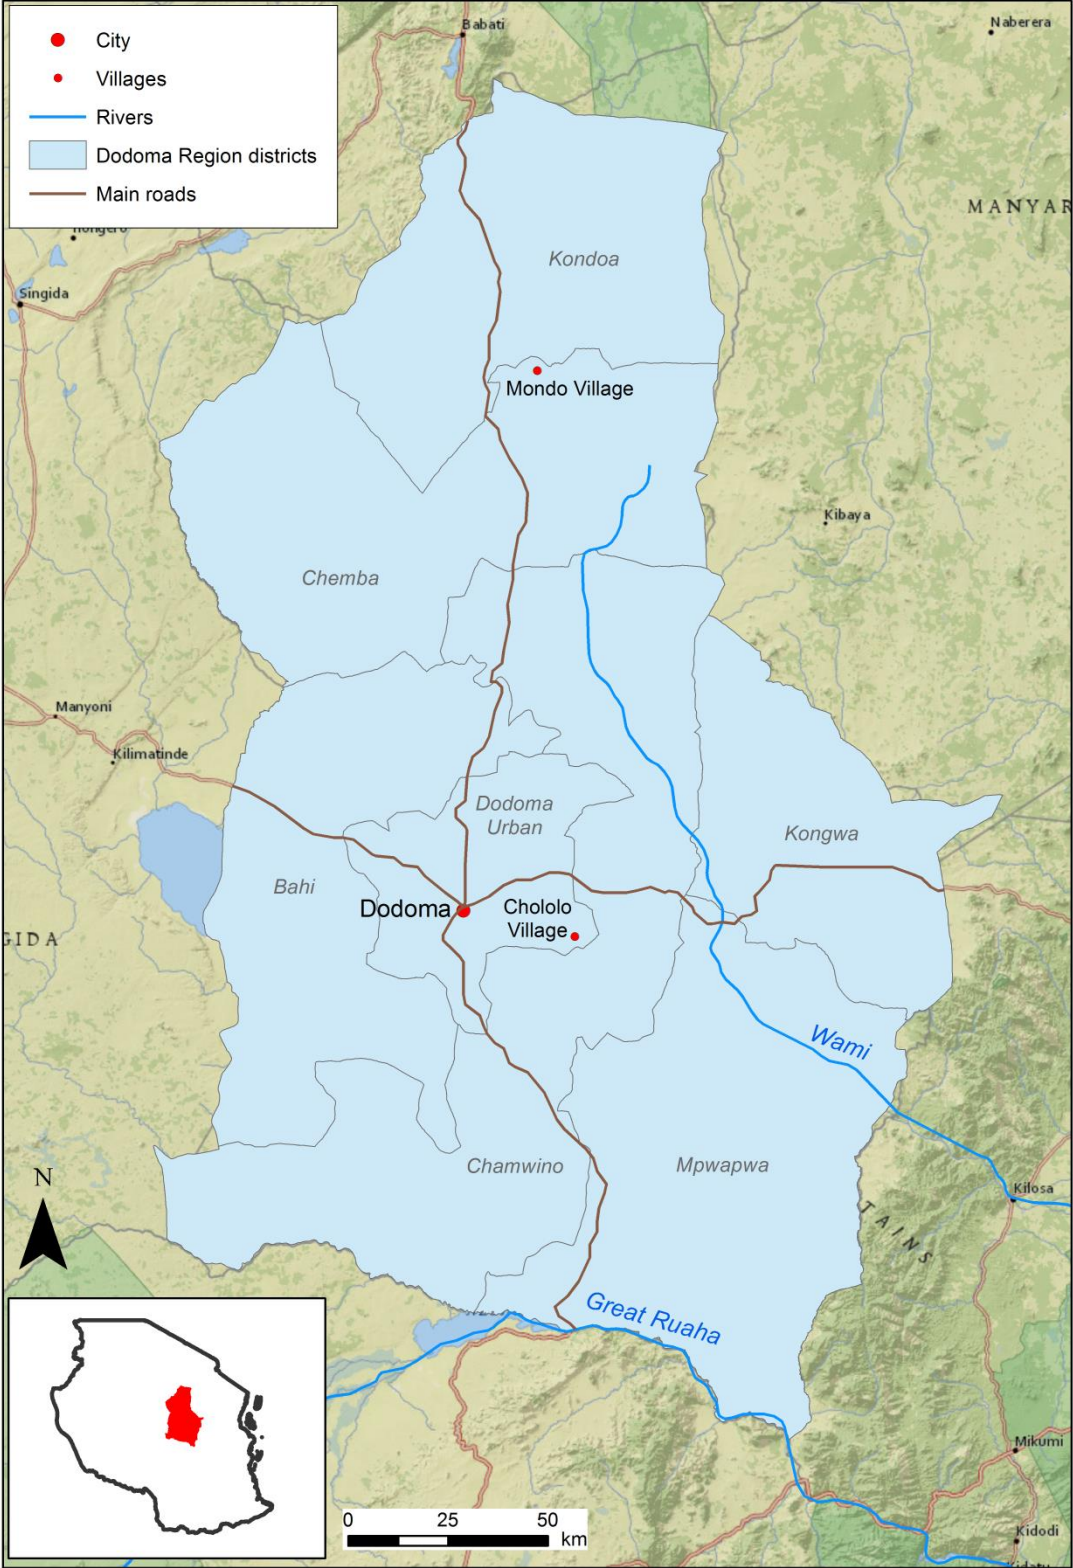 City
Villages
Rivers
Dodoma Region districts
Main roads
Babati
Naberera
MANYAR
Singida
Kondoa
Mondo Village
Kibaya
Chemba
Manyoni
Kilimatinde
Dodoma
Urban
Kongwa
Bahi
Dodoma
Chololo
Village
GIDA
Wami
Chamwino
Mpwapwa
N
Kilosa
TAINS
Great Ruaha
Mikumi
0 25 50
km
Kidodi